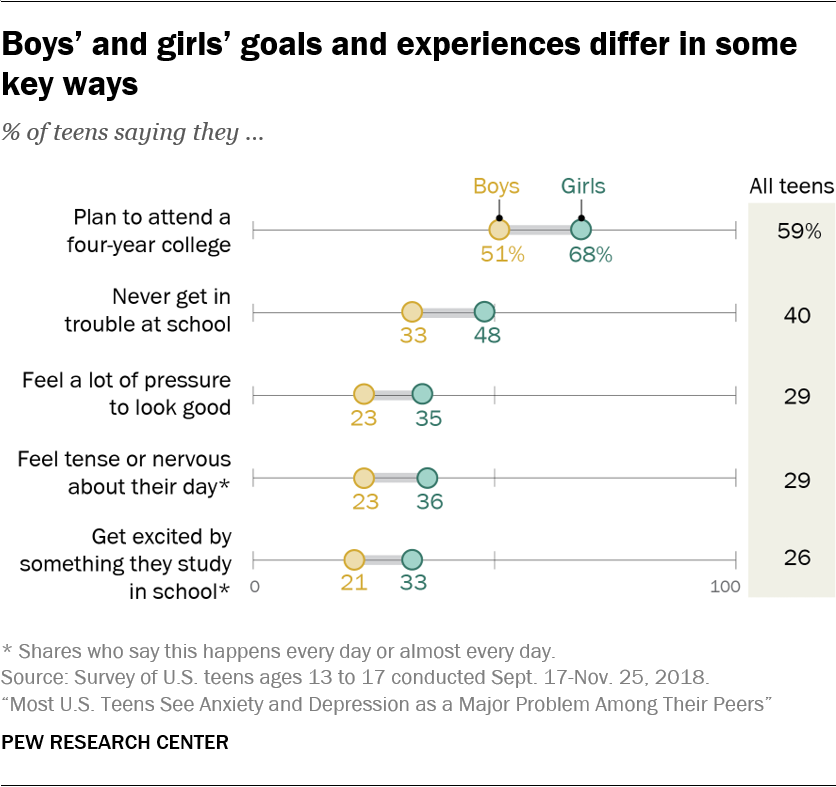 Boys’ and girls’ goals and experiences differ in some
key ways
% of teens saying they ...
Boys Girls All teens
Plan to attend a
four-year college
51% 68% 59%
Never get in
trouble at school
33 48 40
Feel a lot of pressure
to look good
23 35 29
Feel tense or nervous
about their day*
23 36 29
Get excited by
something they study
in school*
21 33 26
0 100
* Shares who say this happens every day or almost every day.
Source: Survey of U.S. teens ages 13 to 17 conducted Sept. 17-Nov. 25, 2018.
“Most U.S. Teens See Anxiety and Depression as a Major Problem Among Their Peers”
PEW RESEARCH CENTER